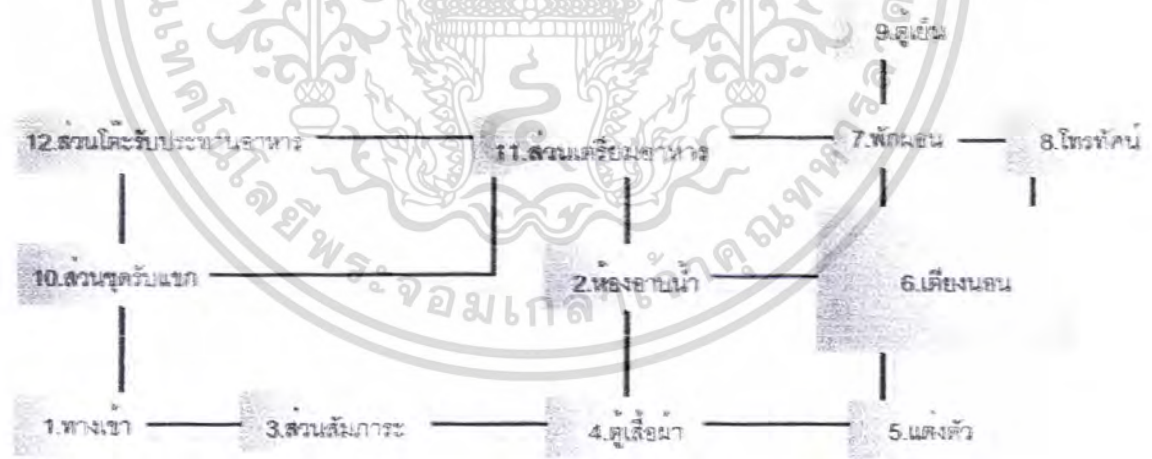 9.ตู้เย็น
12.ส่วนโต๊ะรับประทานอาหาร 11.ส่วนเตรียมอาหาร 7.พักผ่อน 8.โทรทัศน์
10.ส่วนชุดรับแขก 2.ห้องอาบน้ำ 6.เตียงนอน
1.ทางเข้า 3.ส่วนสัมภาระ 4.ตู้เสื้อผ้า 5.แต่งตัว